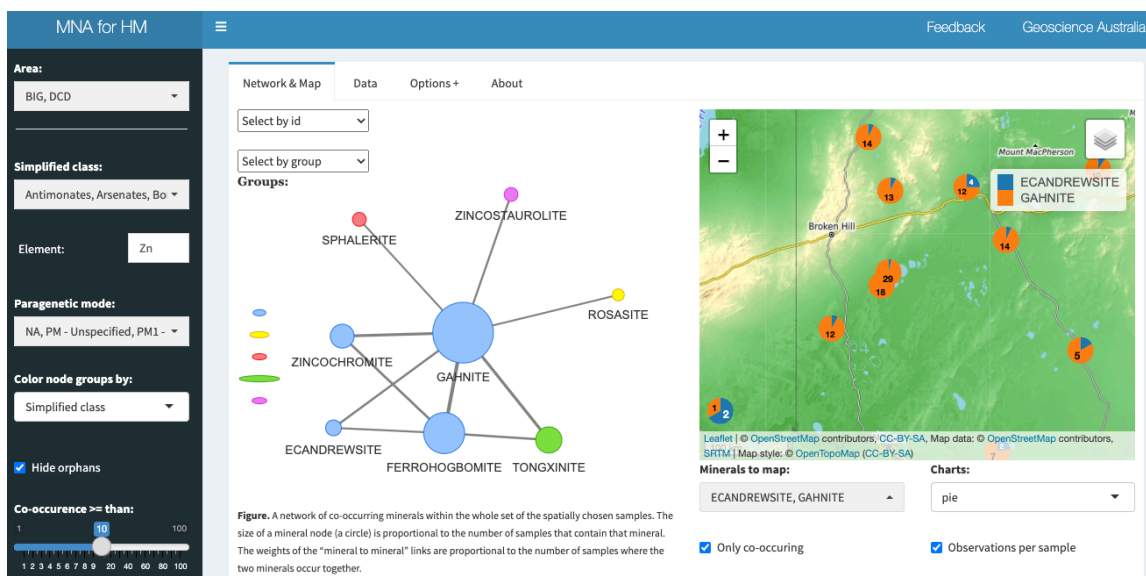 MNA for HM
Feedback
Geoscience Australia
Area:
BIG, DCD
Simplified class:
Antimonates, Arsenates, Bo
Element:
Zn
Paragenetic mode:
NA, PM - Unspecified, PM1 -
Color node groups by:
Simplified class
Hide orphans
Co-occurence >= than:
1
10
100
1 2 3 4 5 6 7 8 9 20 40 60 80 100
Network & Map
Data
Options +
About
Select by id
Select by group
Groups:
ZINCOSTAUROLITE
SPHALERITE
ROSASITE
ZINCOCHROMITE
GAHNITE
ECANDREWSITE
FERROHOGBOMITE
TONGXINITE
Figure. A network of co-occurring minerals within the whole set of the spatially chosen samples. The
size of a mineral node (a circle) is proportional to the number of samples that contain that mineral.
The weights of the “mineral to mineral” links are proportional to the number of samples where the
two minerals occur together.
+
−
14
Mount MacPherson
ECANDREWSITE
GAHNITE
4
12
13
Broken Hill
14
29
18
12
5
1
2
7
Leaflet | © OpenStreetMap contributors, CC-BY-SA, Map data: © OpenStreetMap contributors,
SRTM | Map style: © OpenTopoMap (CC-BY-SA)
Minerals to map:
ECANDREWSITE, GAHNITE
Charts:
pie
Only co-occuring
Observations per sample